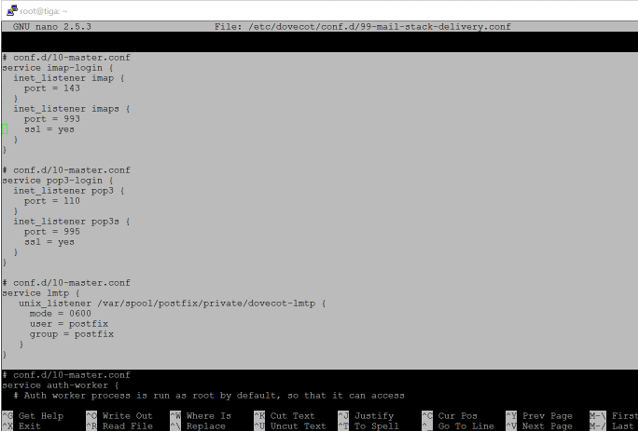 root@tiga: ~
GNU nano 2.5.3 File: /etc/dovecot/conf.d/99-mail-stack-delivery.conf
# conf.d/10-master.conf
service imap-login {
  inet_listener imap {
    port = 143
  }
  inet_listener imaps {
    port = 993
    ssl = yes
  }
}
# conf.d/10-master.conf
service pop3-login {
  inet_listener pop3 {
    port = 110
  }
  inet_listener pop3s {
    port = 995
    ssl = yes
  }
}
# conf.d/10-master.conf
service lmtp {
   unix_listener /var/spool/postfix/private/dovecot-lmtp {
     mode = 0600
     user = postfix
     group = postfix
   }
}
# conf.d/10-master.conf
service auth-worker {
  # Auth worker process is run as root by default, so that it can access
^G Get Help ^O Write Out ^W Where Is ^K Cut Text ^J Justify ^C Cur Pos ^Y Prev Page M-\ First
^X Exit ^R Read File ^\ Replace ^U Uncut Text ^T To Spell ^_ Go To Line ^V Next Page M-/ Last